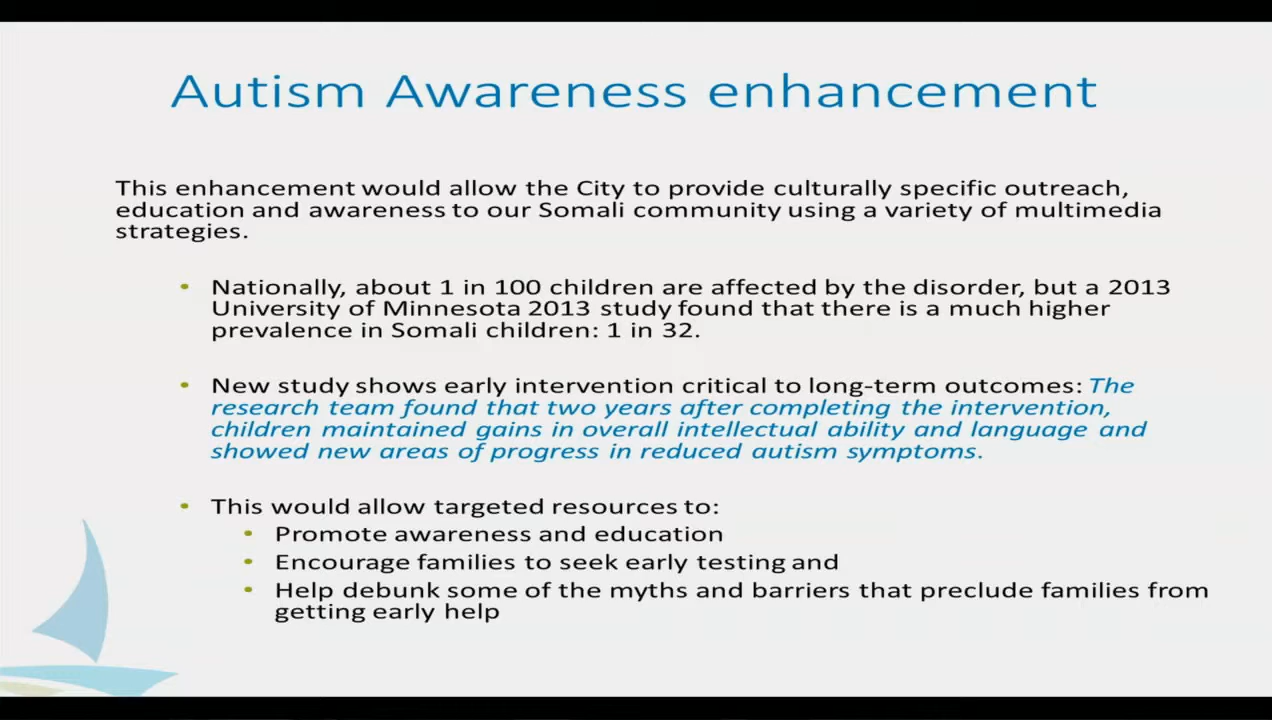 Autism Awareness enhancement
This enhancement would allow the City to provide culturally specific outreach,
education and awareness to our Somali community using a variety of multimedia
strategies.
• Nationally, about 1 in 100 children are affected by the disorder, but a 2013
University of Minnesota 2013 study found that there is a much higher
prevalence in Somali children: 1 in 32.
• New study shows early intervention critical to long-term outcomes: The
research team found that two years after completing the intervention,
children maintained gains in overall intellectual ability and language and
showed new areas of progress in reduced autism symptoms.
• This would allow targeted resources to:
• Promote awareness and education
• Encourage families to seek early testing and
• Help debunk some of the myths and barriers that preclude families from
getting early help